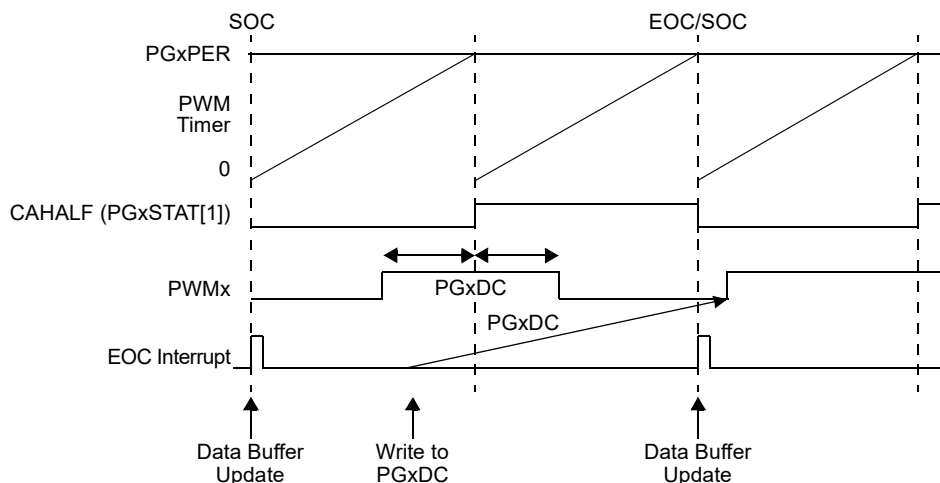 SOC
EOC/SOC
PGxPER
PWM
Timer
0
CAHALF (PGxSTAT[1])
PWMx
PGxDC
PGxDC
EOC Interrupt
Data Buffer
Update
Write to
PGxDC
Data Buffer
Update